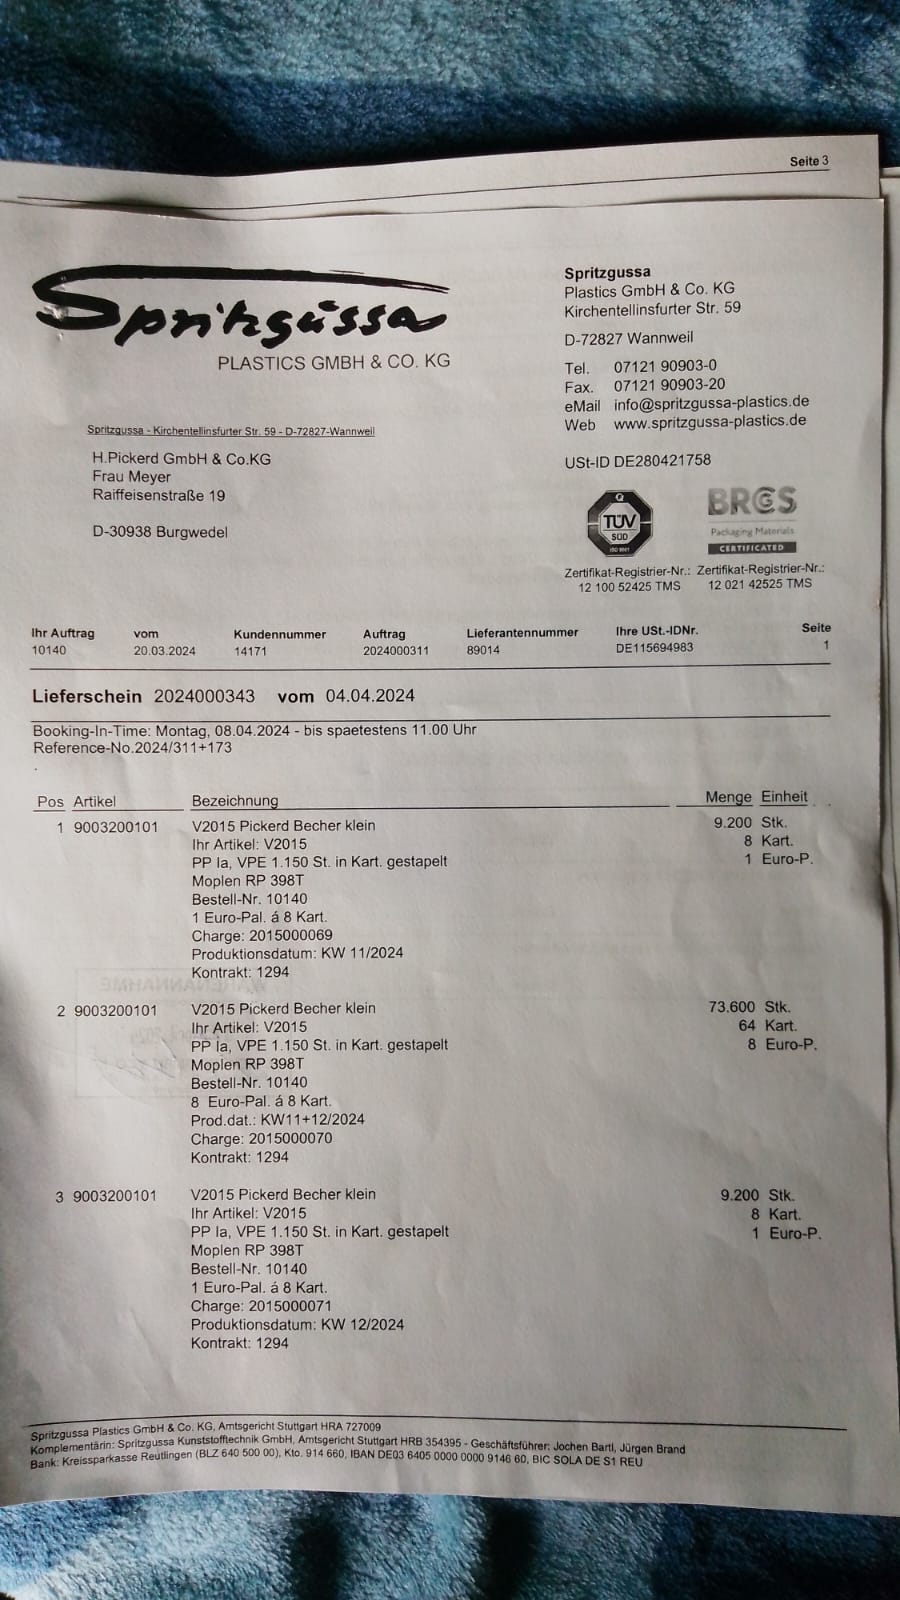 Seite 3
Spritzgussa
PLASTICS GMBH & CO. KG
Spritzgussa
Plastics GmbH & Co. KG
Kirchentellinsfurter Str. 59
D-72827 Wannweil
Tel. 07121 90903-0
Fax. 07121 90903-20
eMail info@spritzgussa-plastics.de
Web www.spritzgussa-plastics.de
USt-ID DE280421758
Spritzgussa - Kirchentellinsfurter Str. 59 - D-72827-Wannweil
H.Pickerd GmbH & Co.KG
Frau Meyer
Raiffeisenstraße 19
D-30938 Burgwedel
Q
TÜV
SÜD
ISO 9001
BRCGS
Packaging Materials
CERTIFICATED
Zertifikat-Registrier-Nr.: Zertifikat-Registrier-Nr.:
12 100 52425 TMS 12 021 42525 TMS
Ihr Auftrag vom Kundennummer Auftrag Lieferantennummer Ihre USt.-IDNr. Seite
10140 20.03.2024 14171 2024000311 89014 DE115694983 1
Lieferschein 2024000343 vom 04.04.2024
Booking-In-Time: Montag, 08.04.2024 - bis spaetestens 11.00 Uhr
Reference-No.2024/311+173
.
Pos Artikel Bezeichnung Menge Einheit
1 9003200101 V2015 Pickerd Becher klein 9.200 Stk.
Ihr Artikel: V2015 8 Kart.
PP Ia, VPE 1.150 St. in Kart. gestapelt 1 Euro-P.
Moplen RP 398T
Bestell-Nr. 10140
1 Euro-Pal. á 8 Kart.
Charge: 2015000069
Produktionsdatum: KW 11/2024
Kontrakt: 1294
2 9003200101 V2015 Pickerd Becher klein 73.600 Stk.
Ihr Artikel: V2015 64 Kart.
PP Ia, VPE 1.150 St. in Kart. gestapelt 8 Euro-P.
Moplen RP 398T
Bestell-Nr. 10140
8 Euro-Pal. á 8 Kart.
Prod.dat.: KW11+12/2024
Charge: 2015000070
Kontrakt: 1294
3 9003200101 V2015 Pickerd Becher klein 9.200 Stk.
Ihr Artikel: V2015 8 Kart.
PP Ia, VPE 1.150 St. in Kart. gestapelt 1 Euro-P.
Moplen RP 398T
Bestell-Nr. 10140
1 Euro-Pal. á 8 Kart.
Charge: 2015000071
Produktionsdatum: KW 12/2024
Kontrakt: 1294
Spritzgussa Plastics GmbH & Co. KG, Amtsgericht Stuttgart HRA 727009
Komplementärin: Spritzgussa Kunststofftechnik GmbH, Amtsgericht Stuttgart HRB 354395 - Geschäftsführer: Jochen Bartl, Jürgen Brand
Bank: Kreissparkasse Reutlingen (BLZ 640 500 00), Kto. 914 660, IBAN DE03 6405 0000 0000 9146 60, BIC SOLA DE S1 REU